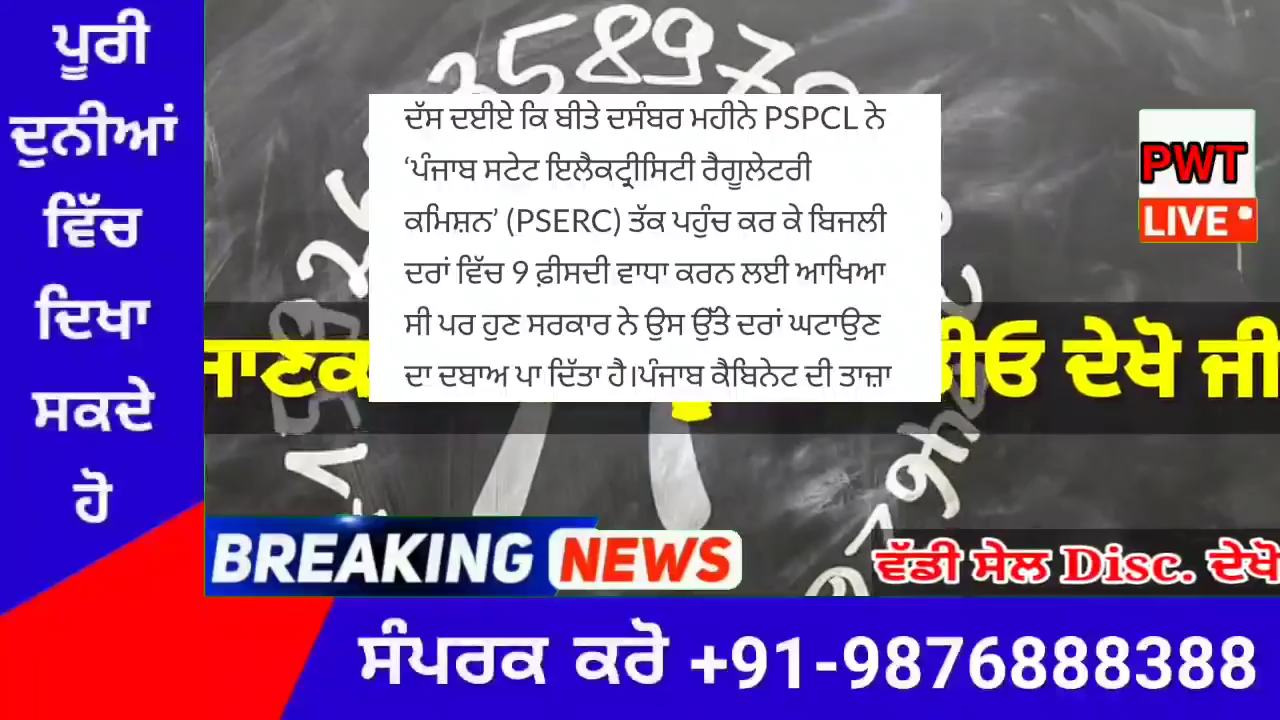 ਪੂਰੀ
ਦੁਨੀਆਂ
ਵਿੱਚ
ਦਿਖਾ
ਸਕਦੇ
ਹੋ
358979
ਦੱਸ ਦਈਏ ਕਿ ਬੀਤੇ ਦਸੰਬਰ ਮਹੀਨੇ PSPCL ਨੇ
‘ਪੰਜਾਬ ਸਟੇਟ ਇਲੈਕਟ੍ਰੀਸਿਟੀ ਰੈਗੂਲੇਟਰੀ
ਕਮਿਸ਼ਨ’ (PSERC) ਤੱਕ ਪਹੁੰਚ ਕਰ ਕੇ ਬਿਜਲੀ
ਦਰਾਂ ਵਿੱਚ 9 ਫ਼ੀਸਦੀ ਵਾਧਾ ਕਰਨ ਲਈ ਆਖਿਆ
ਸੀ ਪਰ ਹੁਣ ਸਰਕਾਰ ਨੇ ਉਸ ਉੱਤੇ ਦਰਾਂ ਘਟਾਉਣ
ਦਾ ਦਬਾਅ ਪਾ ਦਿੱਤਾ ਹੈ।ਪੰਜਾਬ ਕੈਬਿਨੇਟ ਦੀ ਤਾਜ਼ਾ
PWT
LIVE
ਦੇਖੋ ਜੀ
BREAKING NEWS
ਵੱਡੀ ਸੇਲ Disc. ਦੇਖੋ
ਸੰਪਰਕ ਕਰੋ +91-9876888388